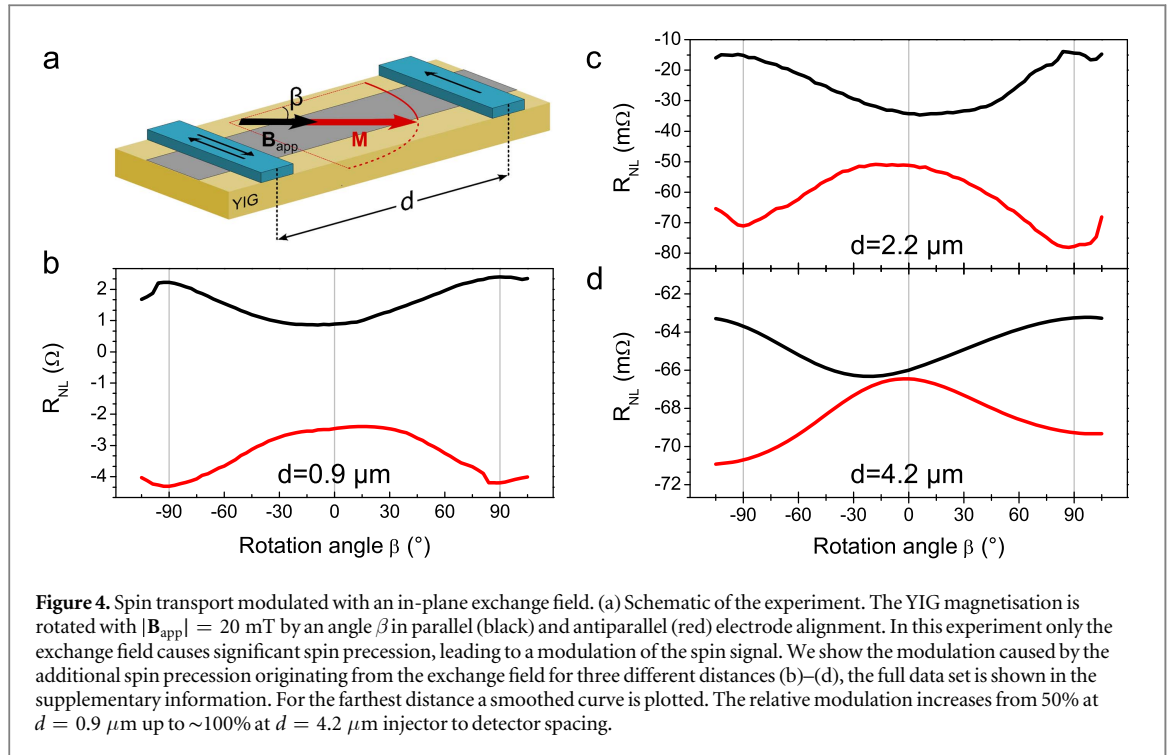 a
β
B_app
M
YIG
d
b
R_NL (Ω)
2
1
0
-1
-2
-3
-4
d=0.9 µm
-90 -60 -30 0 30 60 90
Rotation angle β (°)
c
R_NL (mΩ)
-10
-20
-30
-40
-50
-60
-70
-80
d=2.2 µm
d
R_NL (mΩ)
-64
-66
-68
-70
-72
d=4.2 µm
-90 -60 -30 0 30 60 90
Rotation angle β (°)
Figure 4. Spin transport modulated with an in-plane exchange field. (a) Schematic of the experiment. The YIG magnetisation is
rotated with |B_app| = 20 mT by an angle β in parallel (black) and antiparallel (red) electrode alignment. In this experiment only the
exchange field causes significant spin precession, leading to a modulation of the spin signal. We show the modulation caused by the
additional spin precession originating from the exchange field for three different distances (b)–(d), the full data set is shown in the
supplementary information. For the farthest distance a smoothed curve is plotted. The relative modulation increases from 50% at
d = 0.9 µm up to ~100% at d = 4.2 µm injector to detector spacing.